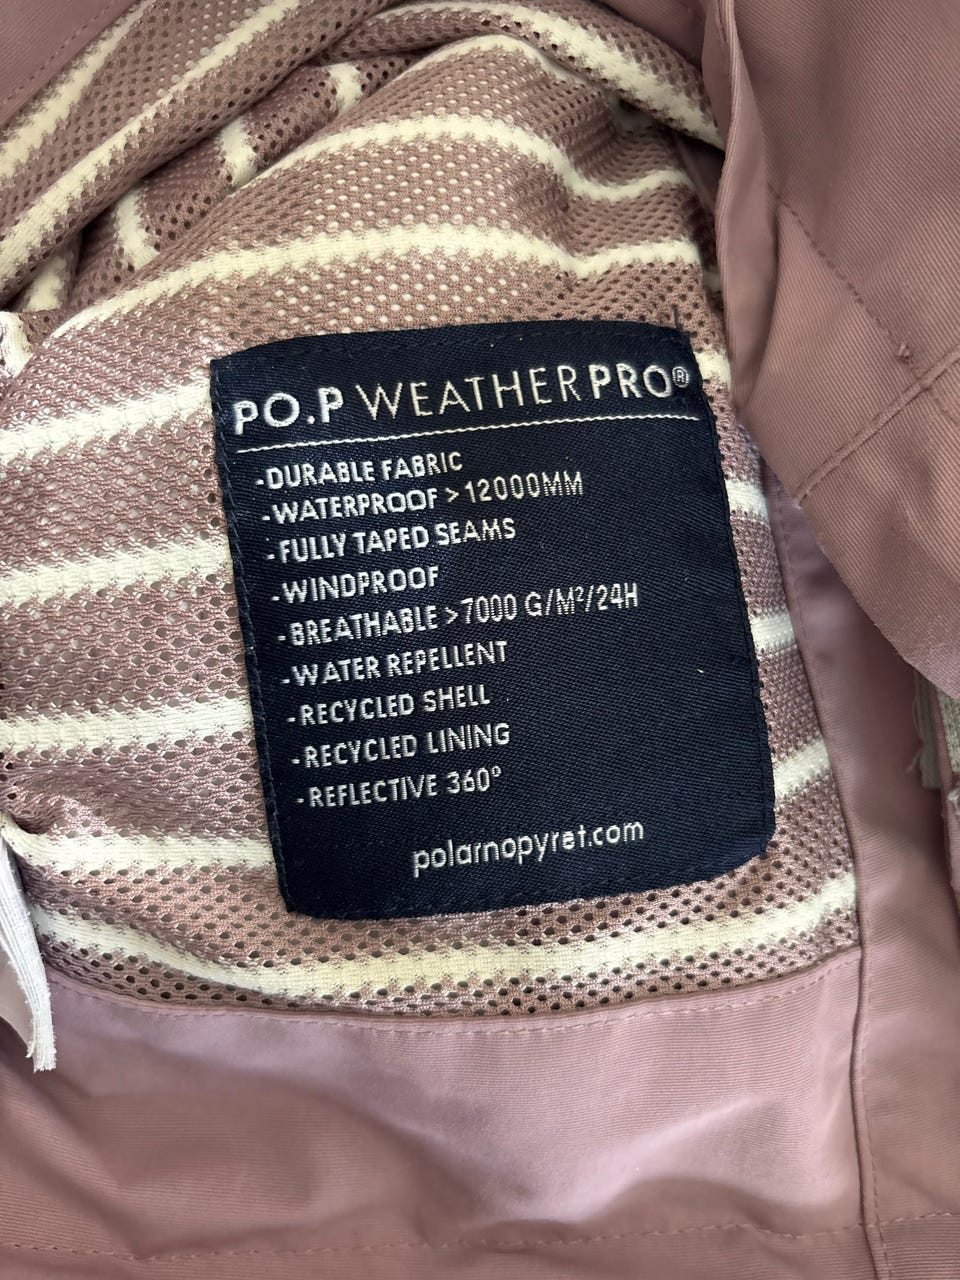 PO.P WEATHERPRO®
-DURABLE FABRIC
-WATERPROOF >12000MM
-FULLY TAPED SEAMS
-WINDPROOF
-BREATHABLE >7000 G/M²/24H
-WATER REPELLENT
-RECYCLED SHELL
-RECYCLED LINING
-REFLECTIVE 360°
polarnopyret.com